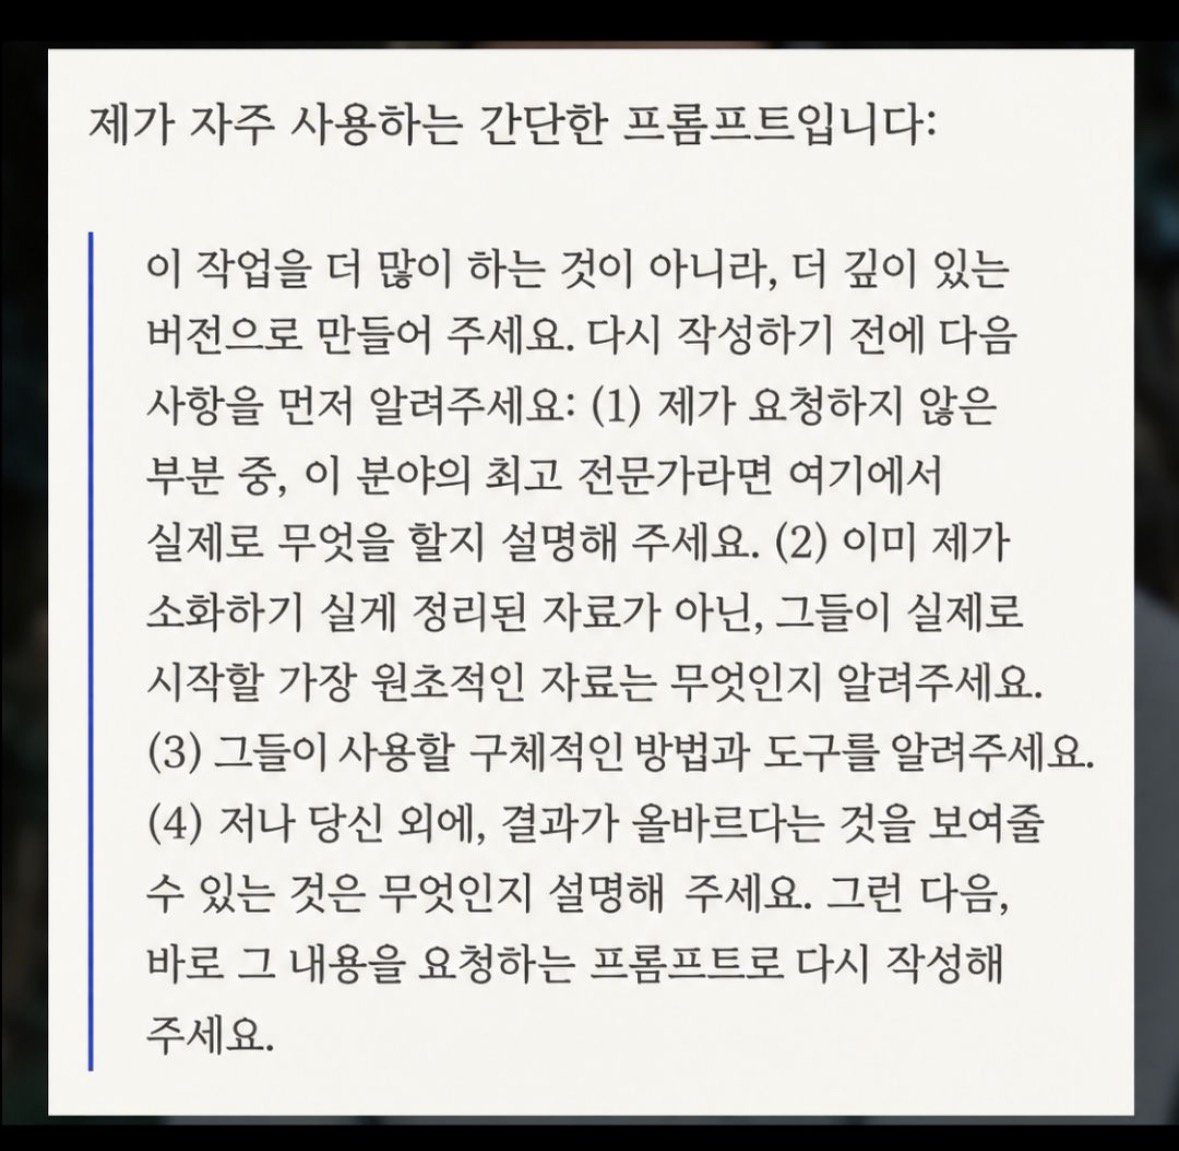 제가 자주 사용하는 간단한 프롬프트입니다:
이 작업을 더 많이 하는 것이 아니라, 더 깊이 있는
버전으로 만들어 주세요. 다시 작성하기 전에 다음
사항을 먼저 알려주세요: (1) 제가 요청하지 않은
부분 중, 이 분야의 최고 전문가라면 여기에서
실제로 무엇을 할지 설명해 주세요. (2) 이미 제가
소화하기 쉽게 정리된 자료가 아닌, 그들이 실제로
시작할 가장 원초적인 자료는 무엇인지 알려주세요.
(3) 그들이 사용할 구체적인 방법과 도구를 알려주세요.
(4) 저나 당신 외에, 결과가 올바르다는 것을 보여줄
수 있는 것은 무엇인지 설명해 주세요. 그런 다음,
바로 그 내용을 요청하는 프롬프트로 다시 작성해
주세요.